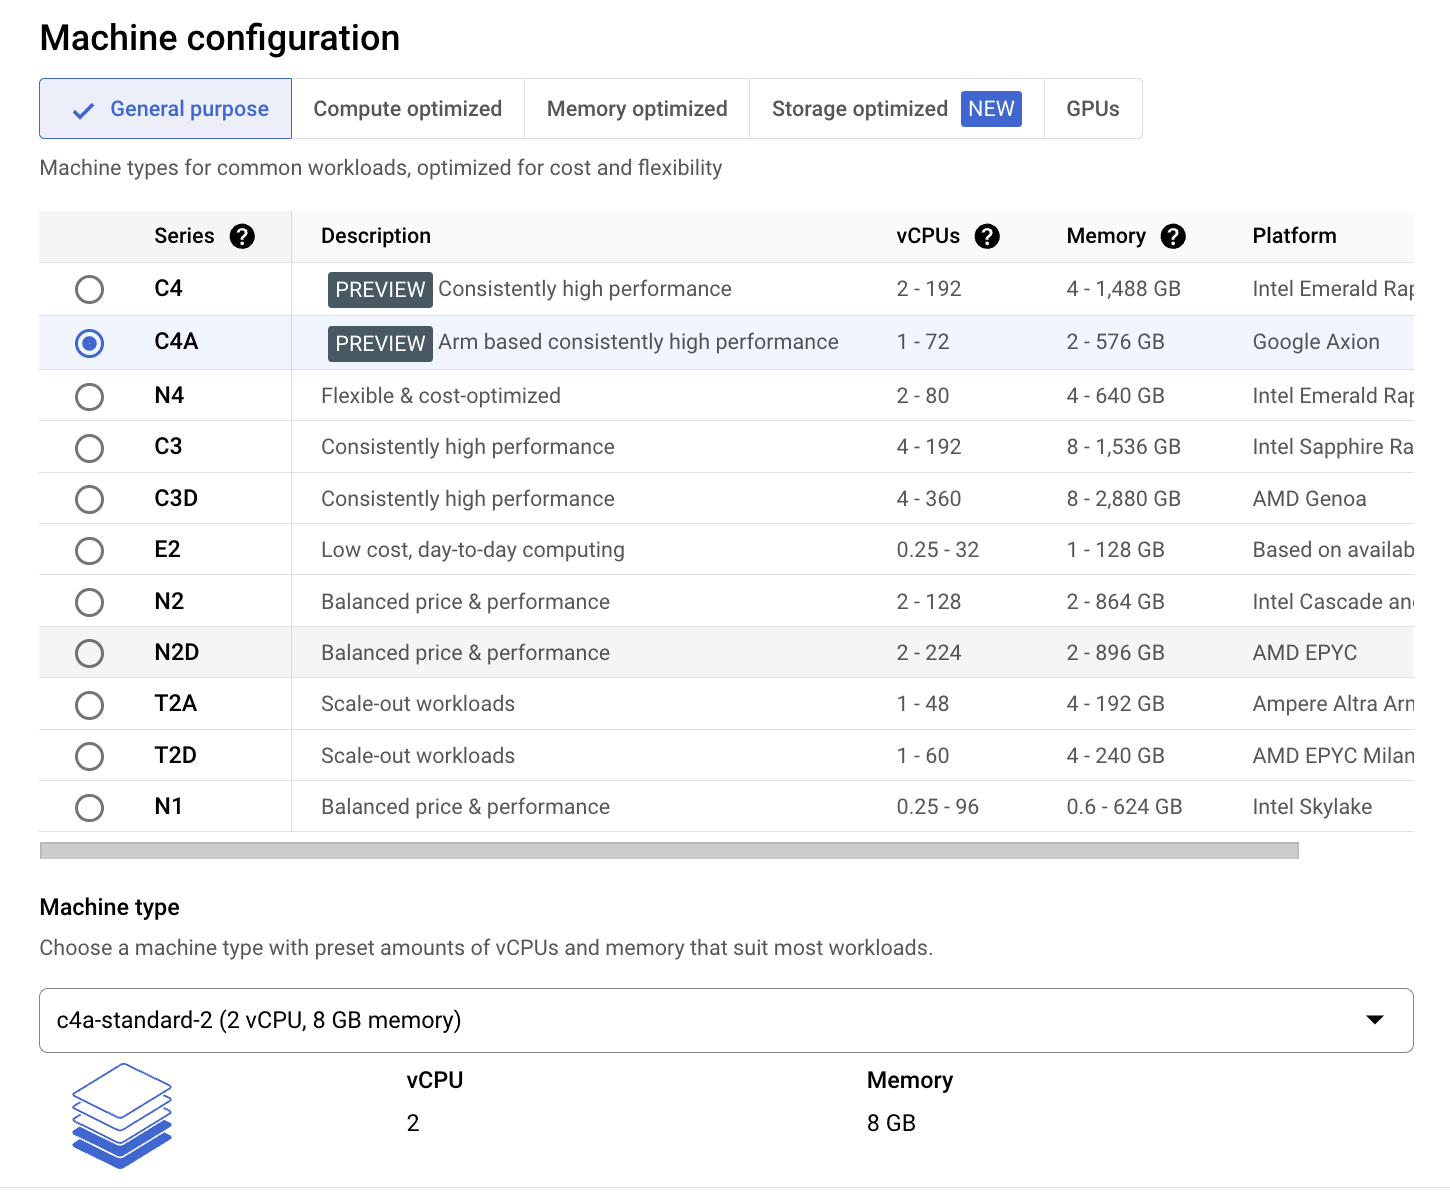 Machine configuration
General purpose Compute optimized Memory optimized Storage optimized NEW GPUs
Machine types for common workloads, optimized for cost and flexibility
Series ? Description vCPUs ? Memory ? Platform
C4 PREVIEW Consistently high performance 2 - 192 4 - 1,488 GB Intel Emerald Rap
C4A PREVIEW Arm based consistently high performance 1 - 72 2 - 576 GB Google Axion
N4 Flexible & cost-optimized 2 - 80 4 - 640 GB Intel Emerald Rap
C3 Consistently high performance 4 - 192 8 - 1,536 GB Intel Sapphire Ra
C3D Consistently high performance 4 - 360 8 - 2,880 GB AMD Genoa
E2 Low cost, day-to-day computing 0.25 - 32 1 - 128 GB Based on availab
N2 Balanced price & performance 2 - 128 2 - 864 GB Intel Cascade an
N2D Balanced price & performance 2 - 224 2 - 896 GB AMD EPYC
T2A Scale-out workloads 1 - 48 4 - 192 GB Ampere Altra Arm
T2D Scale-out workloads 1 - 60 4 - 240 GB AMD EPYC Milan
N1 Balanced price & performance 0.25 - 96 0.6 - 624 GB Intel Skylake
Machine type
Choose a machine type with preset amounts of vCPUs and memory that suit most workloads.
c4a-standard-2 (2 vCPU, 8 GB memory)
vCPU Memory
2 8 GB